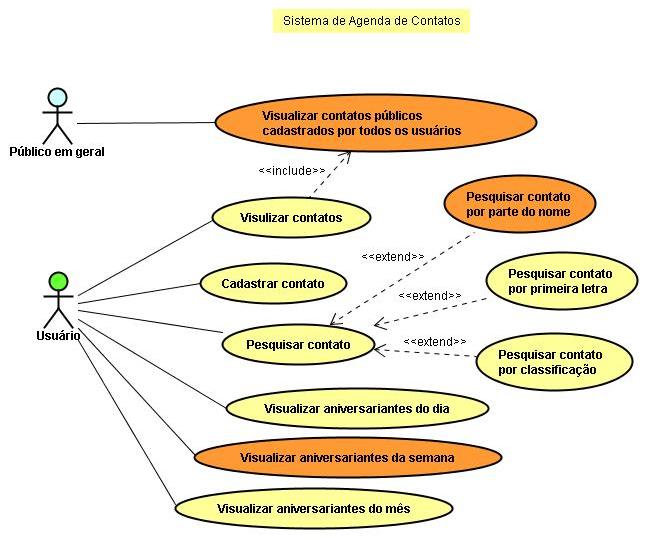 Sistema de Agenda de Contatos
Visualizar contatos públicos
cadastrados por todos os usuários
Público em geral
<<include>>
Pesquisar contato
por parte do nome
Visulizar contatos
<<extend>>
Pesquisar contato
por primeira letra
Cadastrar contato
<<extend>>
Usuário
Pesquisar contato
<<extend>>
Pesquisar contato
por classificação
Visualizar aniversariantes do dia
Visualizar aniversariantes da semana
Visualizar aniversariantes do mês